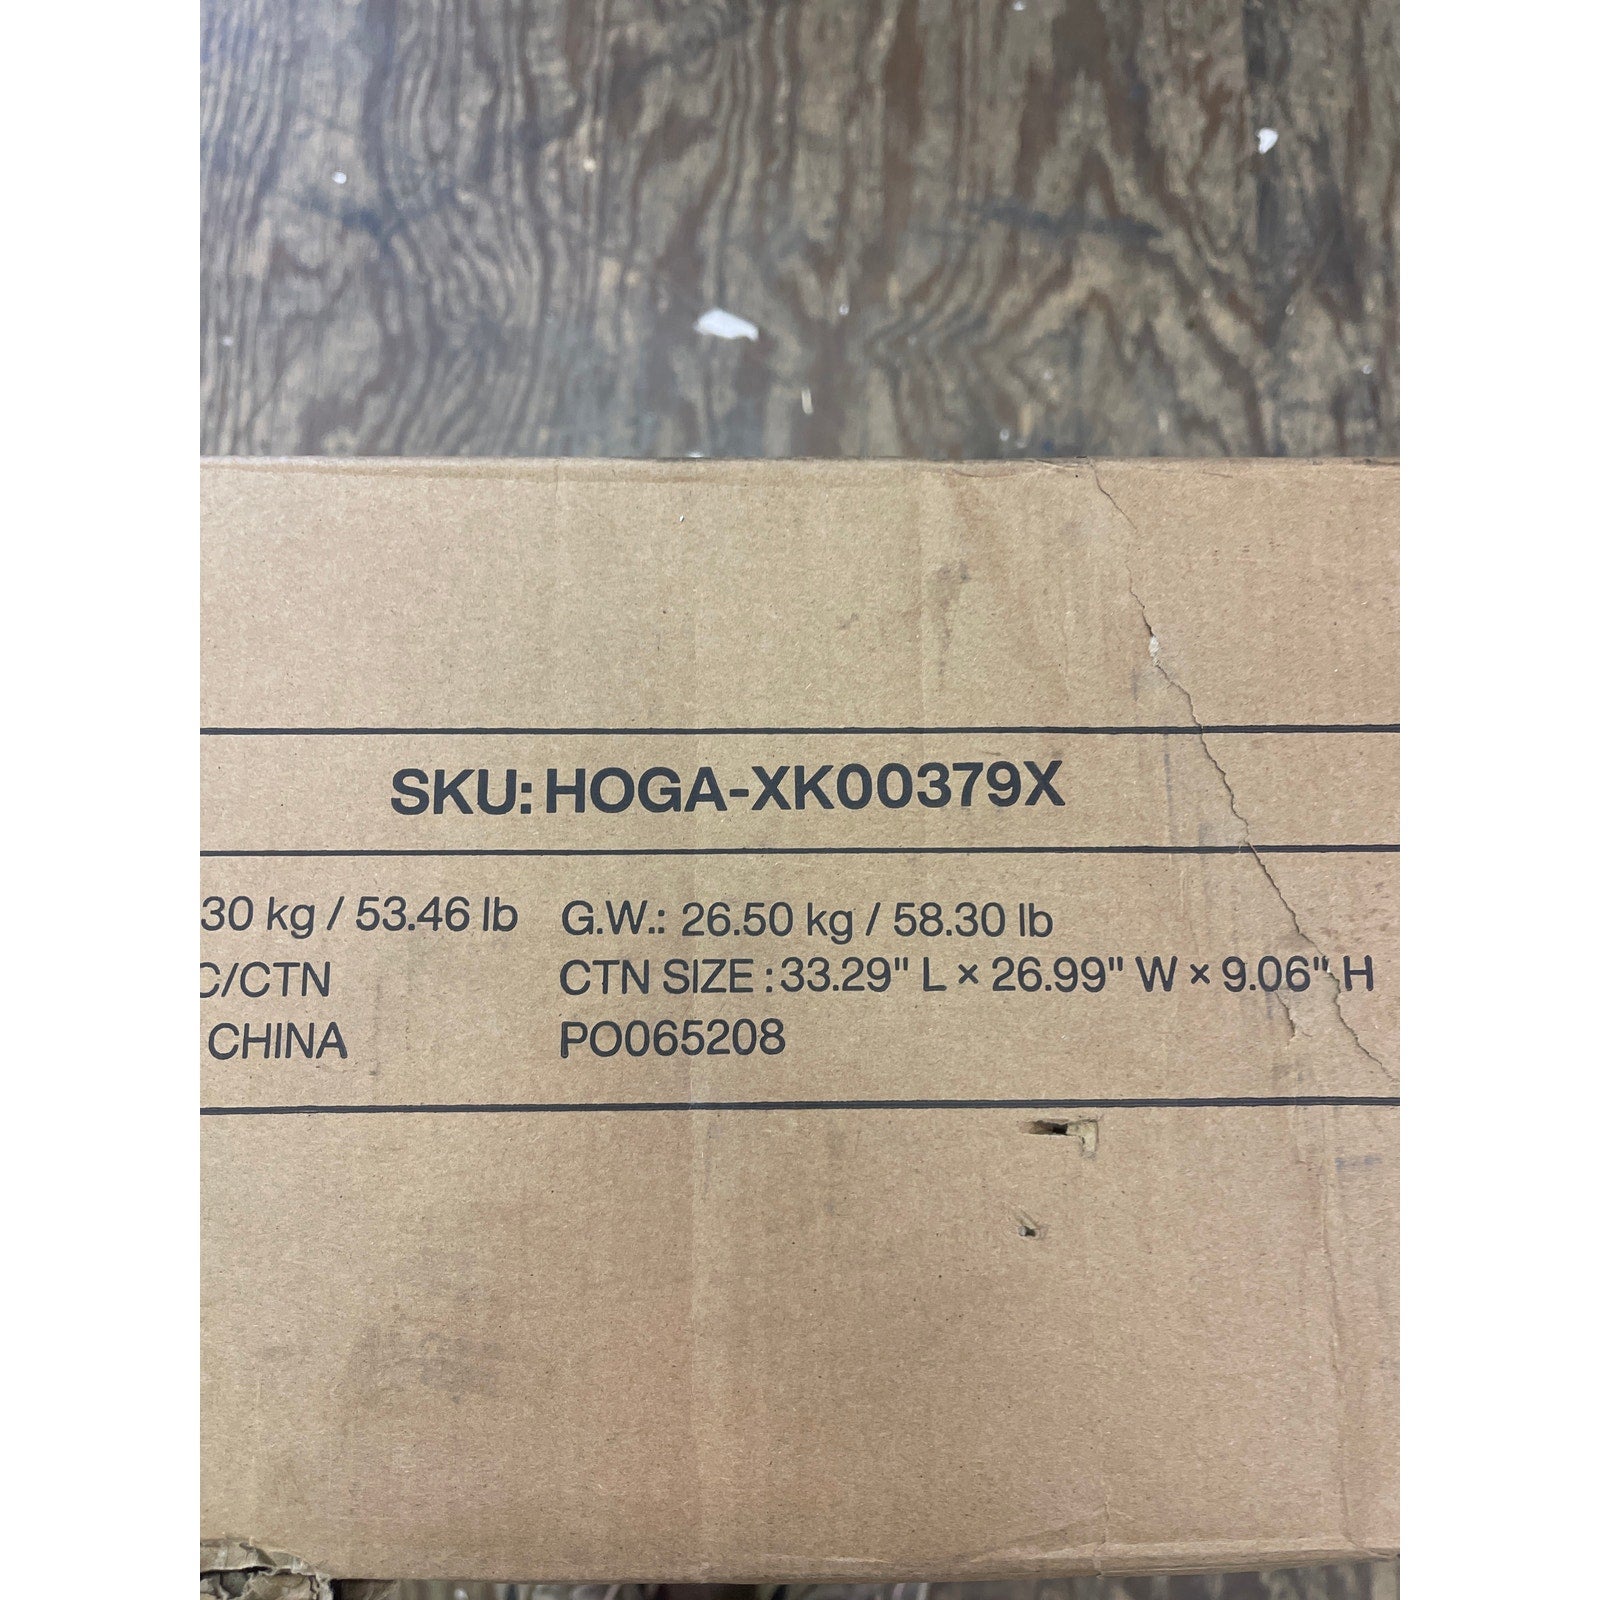 SKU: HOGA-XK00379X
30 kg / 53.46 lb G.W.: 26.50 kg / 58.30 lb
C/CTN CTN SIZE : 33.29" L × 26.99" W × 9.06" H
CHINA PO065208